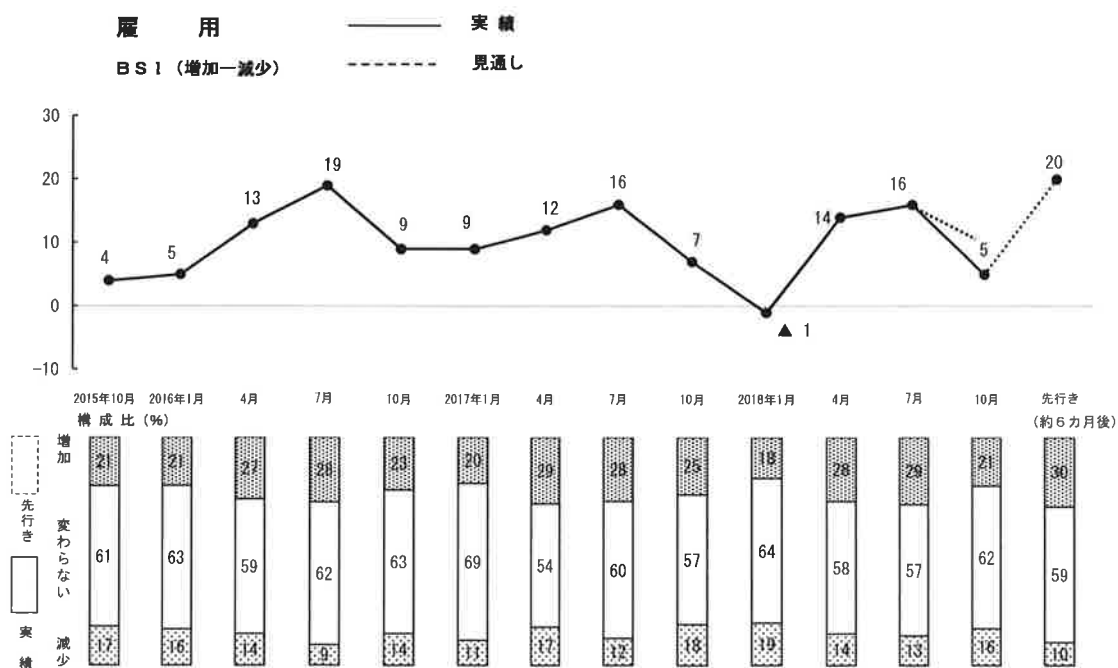 雇　用
実 績
BSI（増加―減少）
見通し
30
20
10
0
-10
4
5
13
19
9
9
12
16
7
▲ 1
14
16
5
20
2015年10月 2016年1月 4月 7月 10月 2017年1月 4月 7月 10月 2018年1月 4月 7月 10月 先行き
構 成 比（%）
（約６カ月後）
増加
21 21 27 28 23 20 29 28 25 18 28 29 21 30
先行き
変わらない
61 63 59 62 63 69 54 60 57 64 58 57 62 59
実績
減少
17 16 14 9 14 11 17 12 18 19 14 13 16 10